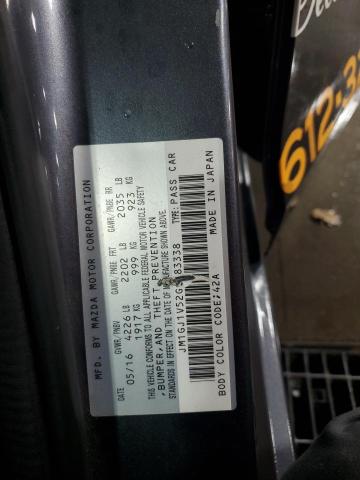 MFD. BY MAZDA MOTOR CORPORATION
GVWR/PNBV GAWR/PNBE FRT GAWR/PNBE RR
DATE 4226 LB 2202 LB 2035 LB
05/16 1917 KG 999 KG 923 KG
THIS VEHICLE CONFORMS TO ALL APPLICABLE FEDERAL MOTOR VEHICLE SAFETY
, BUMPER, AND THEFT PREVENTION
STANDARDS IN EFFECT ON THE DATE OF MANUFACTURE SHOWN ABOVE.
JM1GJ1V52G 83338 TYPE: PASS CAR
MADE IN JAPAN
BODY COLOR CODE;42A
612-3